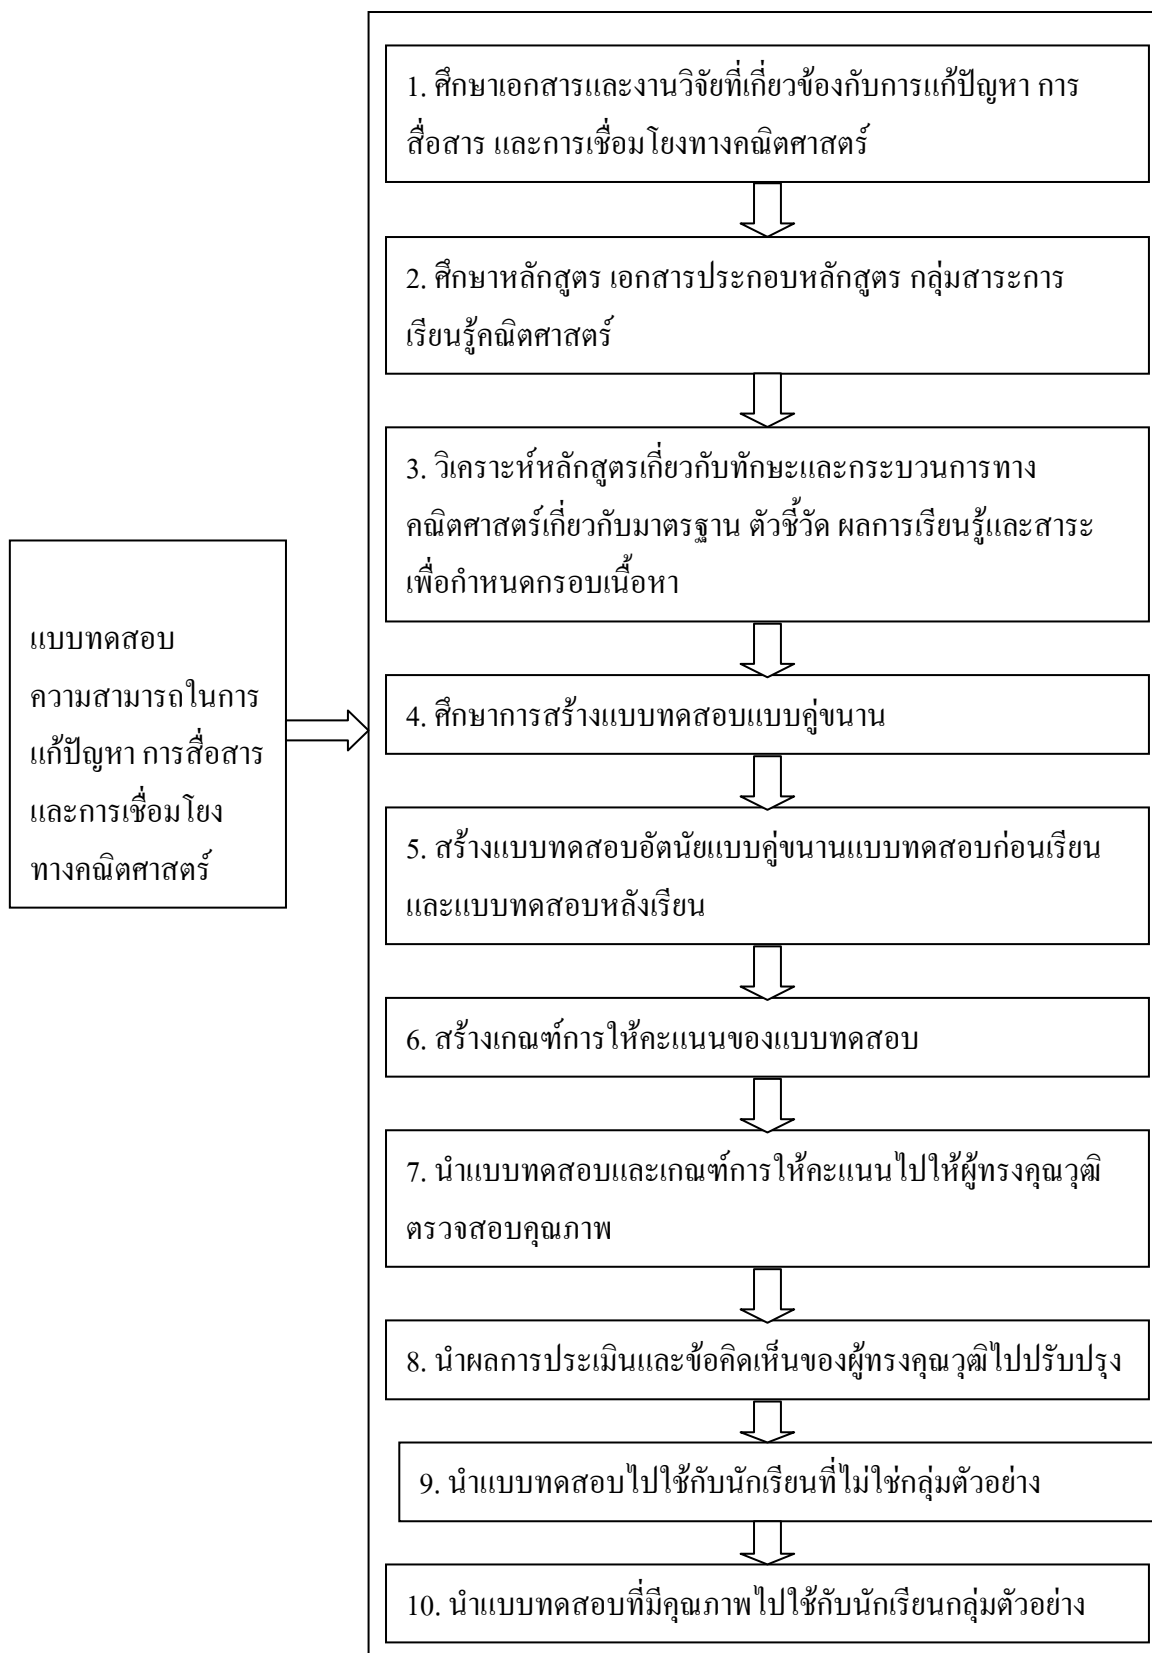 แบบทดสอบ
ความสามารถในการ
แก้ปัญหา การสื่อสาร
และการเชื่อมโยง
ทางคณิตศาสตร์
1. ศึกษาเอกสารและงานวิจัยที่เกี่ยวข้องกับการแก้ปัญหา การ
สื่อสาร และการเชื่อมโยงทางคณิตศาสตร์
2. ศึกษาหลักสูตร เอกสารประกอบหลักสูตร กลุ่มสาระการ
เรียนรู้คณิตศาสตร์
3. วิเคราะห์หลักสูตรเกี่ยวกับทักษะและกระบวนการทาง
คณิตศาสตร์เกี่ยวกับมาตรฐาน ตัวชี้วัด ผลการเรียนรู้และสาระ
เพื่อกำหนดกรอบเนื้อหา
4. ศึกษาการสร้างแบบทดสอบแบบคู่ขนาน
5. สร้างแบบทดสอบอัตนัยแบบคู่ขนานแบบทดสอบก่อนเรียน
และแบบทดสอบหลังเรียน
6. สร้างเกณฑ์การให้คะแนนของแบบทดสอบ
7. นำแบบทดสอบและเกณฑ์การให้คะแนนไปให้ผู้ทรงคุณวุฒิ
ตรวจสอบคุณภาพ
8. นำผลการประเมินและข้อคิดเห็นของผู้ทรงคุณวุฒิไปปรับปรุง
9. นำแบบทดสอบไปใช้กับนักเรียนที่ไม่ใช่กลุ่มตัวอย่าง
10. นำแบบทดสอบที่มีคุณภาพไปใช้กับนักเรียนกลุ่มตัวอย่าง